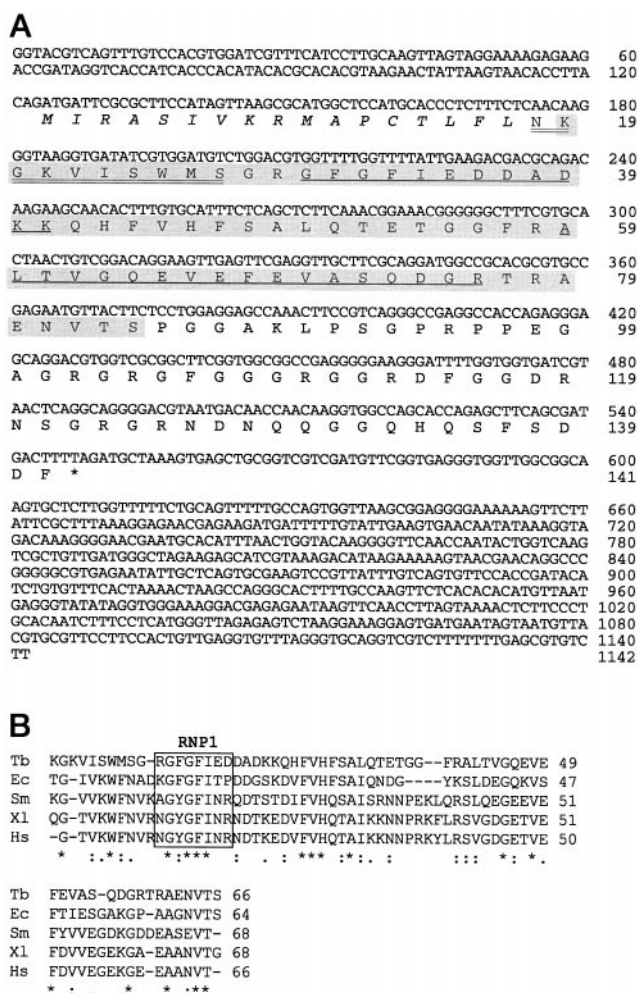 A
GGTACGTCAGTTTGTCCACGTGGATCGTTTCATCCTTGCAAGTTAGTAGGAAAAGAGAAG 60
ACCGATAGGTCACCATCACCCACATACACGCACACGTAAGAACTATTAAGTAACACCTTA 120
CAGATGATTCGCGCTTCCATAGTTAAGCGCATGGCTCCATGCACCCTCTTTCTCAACAAG 180
M I R A S I V K R M A P C T L F L N K 19
GGTAAGGTGATATCGTGGATGTCTGGACGTGGTTTTGGTTTTATTGAAGACGACGCAGAC 240
G K V I S W M S G R G F G F I E D D A D 39
AAGAAGCAACACTTTGTGCATTTCTCAGCTCTTCAAACGGAAACGGGGGGCTTTCGTGCA 300
K K Q H F V H F S A L Q T E T G G F R A 59
CTAACTGTCGGACAGGAAGTTGAGTTCGAGGTTGCTTCGCAGGATGGCCGCACGCGTGCC 360
L T V G Q E V E F E V A S Q D G R T R A 79
GAGAATGTTACTTCTCCTGGAGGAGCCAAACTTCCGTCAGGGCCGAGGCCACCAGAGGGA 420
E N V T S P G G A K L P S G P R P P E G 99
GCAGGACGTGGTCGCGGCTTCGGTGGCGGCCGAGGGGGAAGGGATTTTGGTGGTGATCGT 480
A G R G R G F G G G R G G R D F G G D R 119
AACTCAGGCAGGGGACGTAATGACAACCAACAAGGTGGCCAGCACCAGAGCTTCAGCGAT 540
N S G R G R N D N Q Q G G Q H Q S F S D 139
GACTTTTAGATGCTAAAGTGAGCTGCGGTCGTCGATGTTCGGTGAGGGTGGTTGGCGGCA 600
D F * 141
AGTGCTCTTGGTTTTTCTGCAGTTTTTGCCAGTGGTTAAGCGGAGGGGAAAAAAGTTCTT 660
ATTCGCTTTAAAGGAGAACGAGAAGATGATTTTTGTATTGAAGTGAACAATATAAAGGTA 720
GACAAAGGGGAACGAATGCACATTTAACTGGTACAAGGGGTTCAACCAATACTGGTCAAG 780
TCGCTGTTGATGGGCTAGAAGAGCATCGTAAAGACATAAGAAAAAGTAACGAACAGGCCC 840
GGGGGCGTGAGAATATTGCTCAGTGCGAAGTCCGTTATTTGTCAGTGTTCCACCGATACA 900
TCTGTGTTTCACTAAAACTAAGCCAGGGCACTTTTGCCAAGTTCTCACACACATGTTAAT 960
GAGGGTATATAGGTGGGAAAGGACGAGAGAATAAGTTCAACCTTAGTAAAACTCTTCCCT 1020
GCACAATCTTTCCTCATGGGTTAGAGAGTCTAAGGAAAGGAGTGATGAATAGTAATGTTA 1080
CGTGCGTTCCTTCCACTGTTGAGGTGTTTAGGGTGCAGGTCGTCTTTTTTTGAGCGTGTC 1140
TT 1142
B
RNP1
Tb KGKVISWMSG-RGFGFIEDDADKKQHFVHFSALQTETGG--FRALTVGQEVE 49
Ec TG-IVKWFNADKGFGFITPDDGSKDVFVHFSAIQNDG----YKSLDEGQKVS 47
Sm KG-VVKWFNVKAGYGFINRQDTSTDIFVHQSAISRNNPEKLQRSLQEGEEVE 51
Xl QG-TVKWFNVRNGYGFINRNDTKEDVFVHQTAIKKNNPRKFLRSVGDGETVE 51
Hs -G-TVKWFNVRNGYGFINRNDTKEDVFVHQTAIKKNNPRKYLRSVGDGETVE 50
* :.*:. *:*** : . : *** :*:. : ::: *: *.
Tb FEVAS-QDGRTRAENVTS 66
Ec FTIESGAKGP-AAGNVTS 64
Sm FYVVEGDKGDDEASEVT- 68
Xl FDVVEGEKGA-EAANVTG 68
Hs FDVVEGEKGE-EAANVT- 66
* : . * * :**